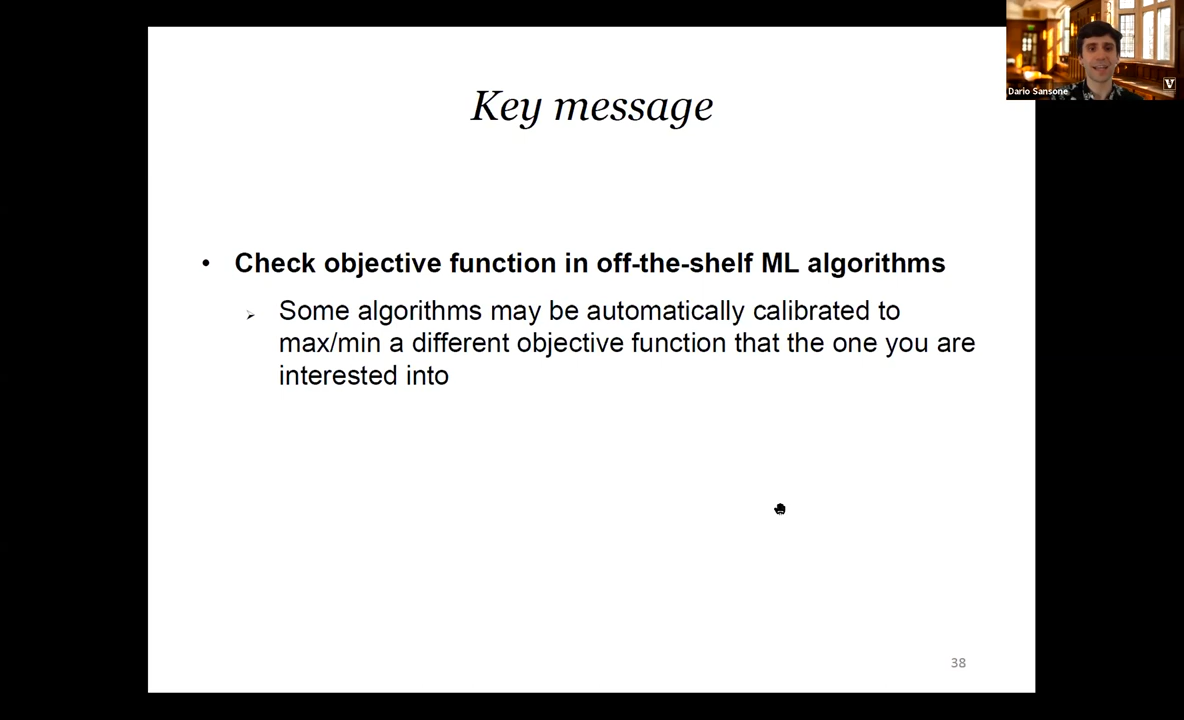 Key message
• Check objective function in off-the-shelf ML algorithms
➢ Some algorithms may be automatically calibrated to
max/min a different objective function that the one you are
interested into
38
Dario Sansone
V